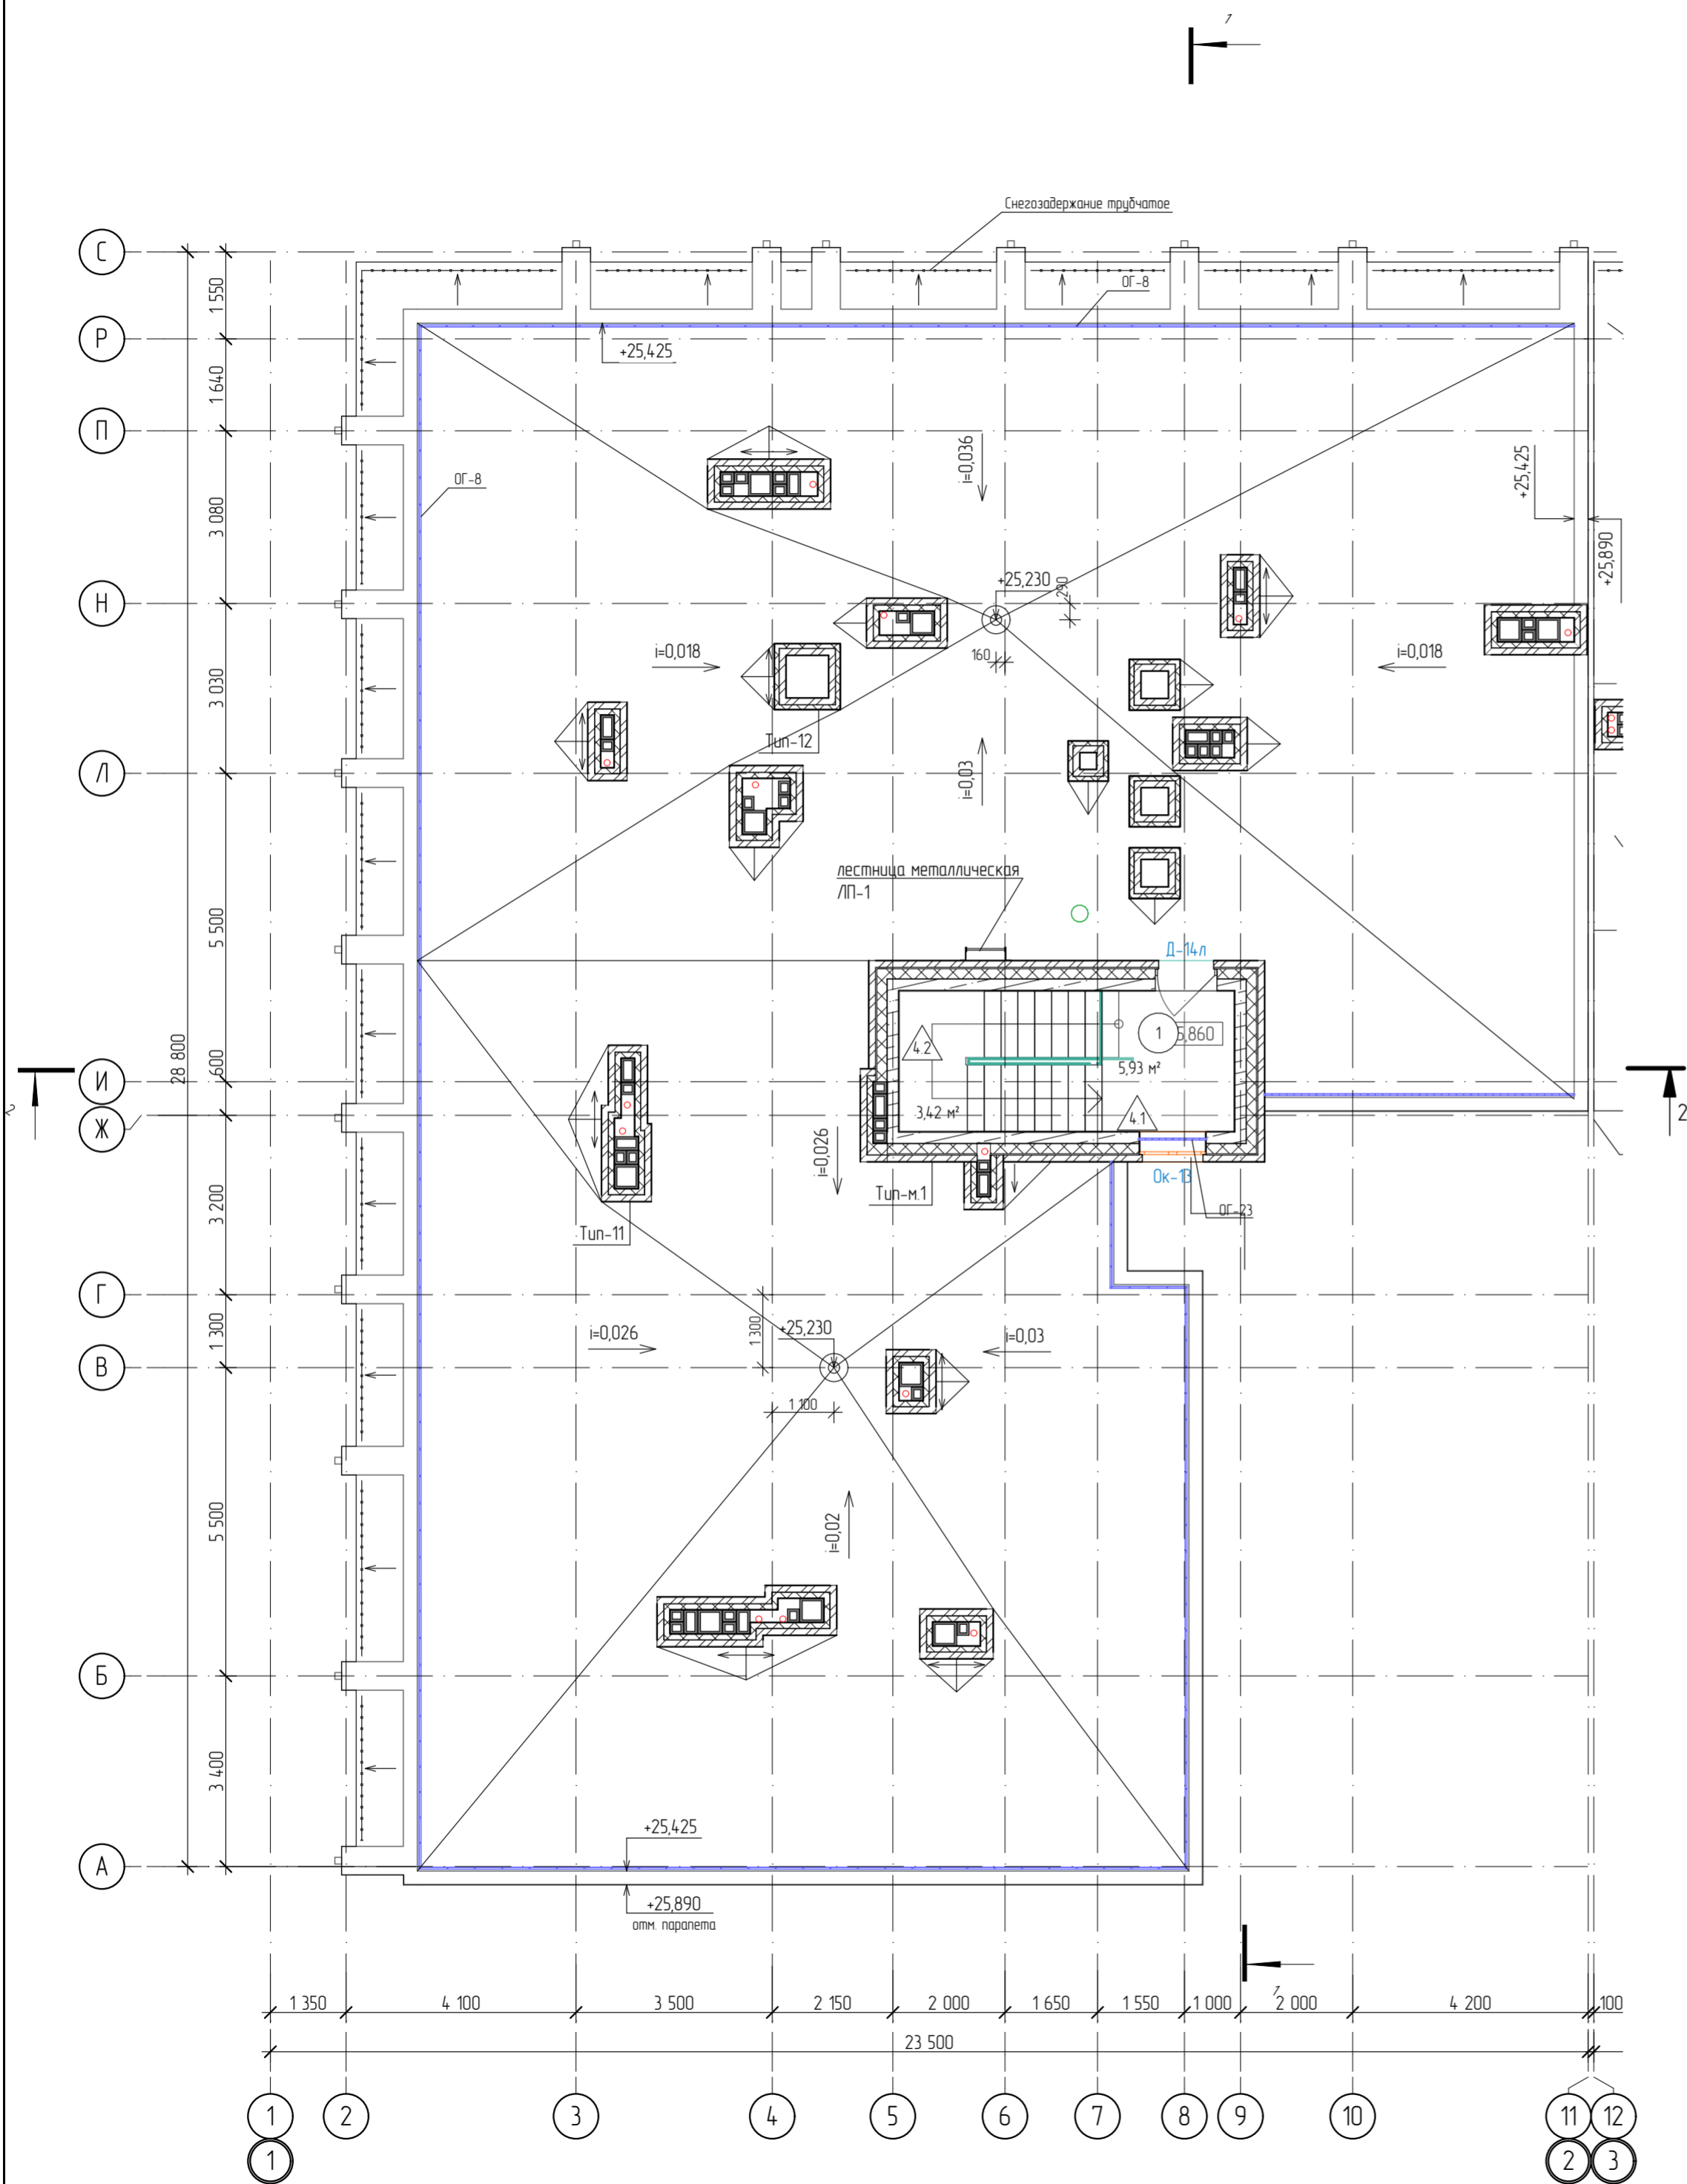 1
Снегозадержание трубчатое
С
1 550
ОГ-8
Р
+25,425
1 640
П
i=0,036
+25,425
ОГ-8
3 080
+25,890
+25,230
290
Н
160
i=0,018
i=0,018
3 030
Тип-12
Л
i=0,03
лестница металлическая
ЛП-1
5 500
Д-14л
28 800
4.2
1
5,860
5,93 м²
600
И
2
2
3,42 м²
4.1
Ж
i=0,026
Ок-13
3 200
Тип-м.1
ОГ-23
Тип-11
Г
1 300
1 300
i=0,026
+25,230
i=0,03
В
1 100
5 500
i=0,02
Б
3 400
+25,425
А
+25,890
отм. парапета
1
1 350
4 100
3 500
2 150
2 000
1 650
1 550
1 000
2 000
4 200
100
23 500
1
2
3
4
5
6
7
8
9
10
11
12
1
2
3